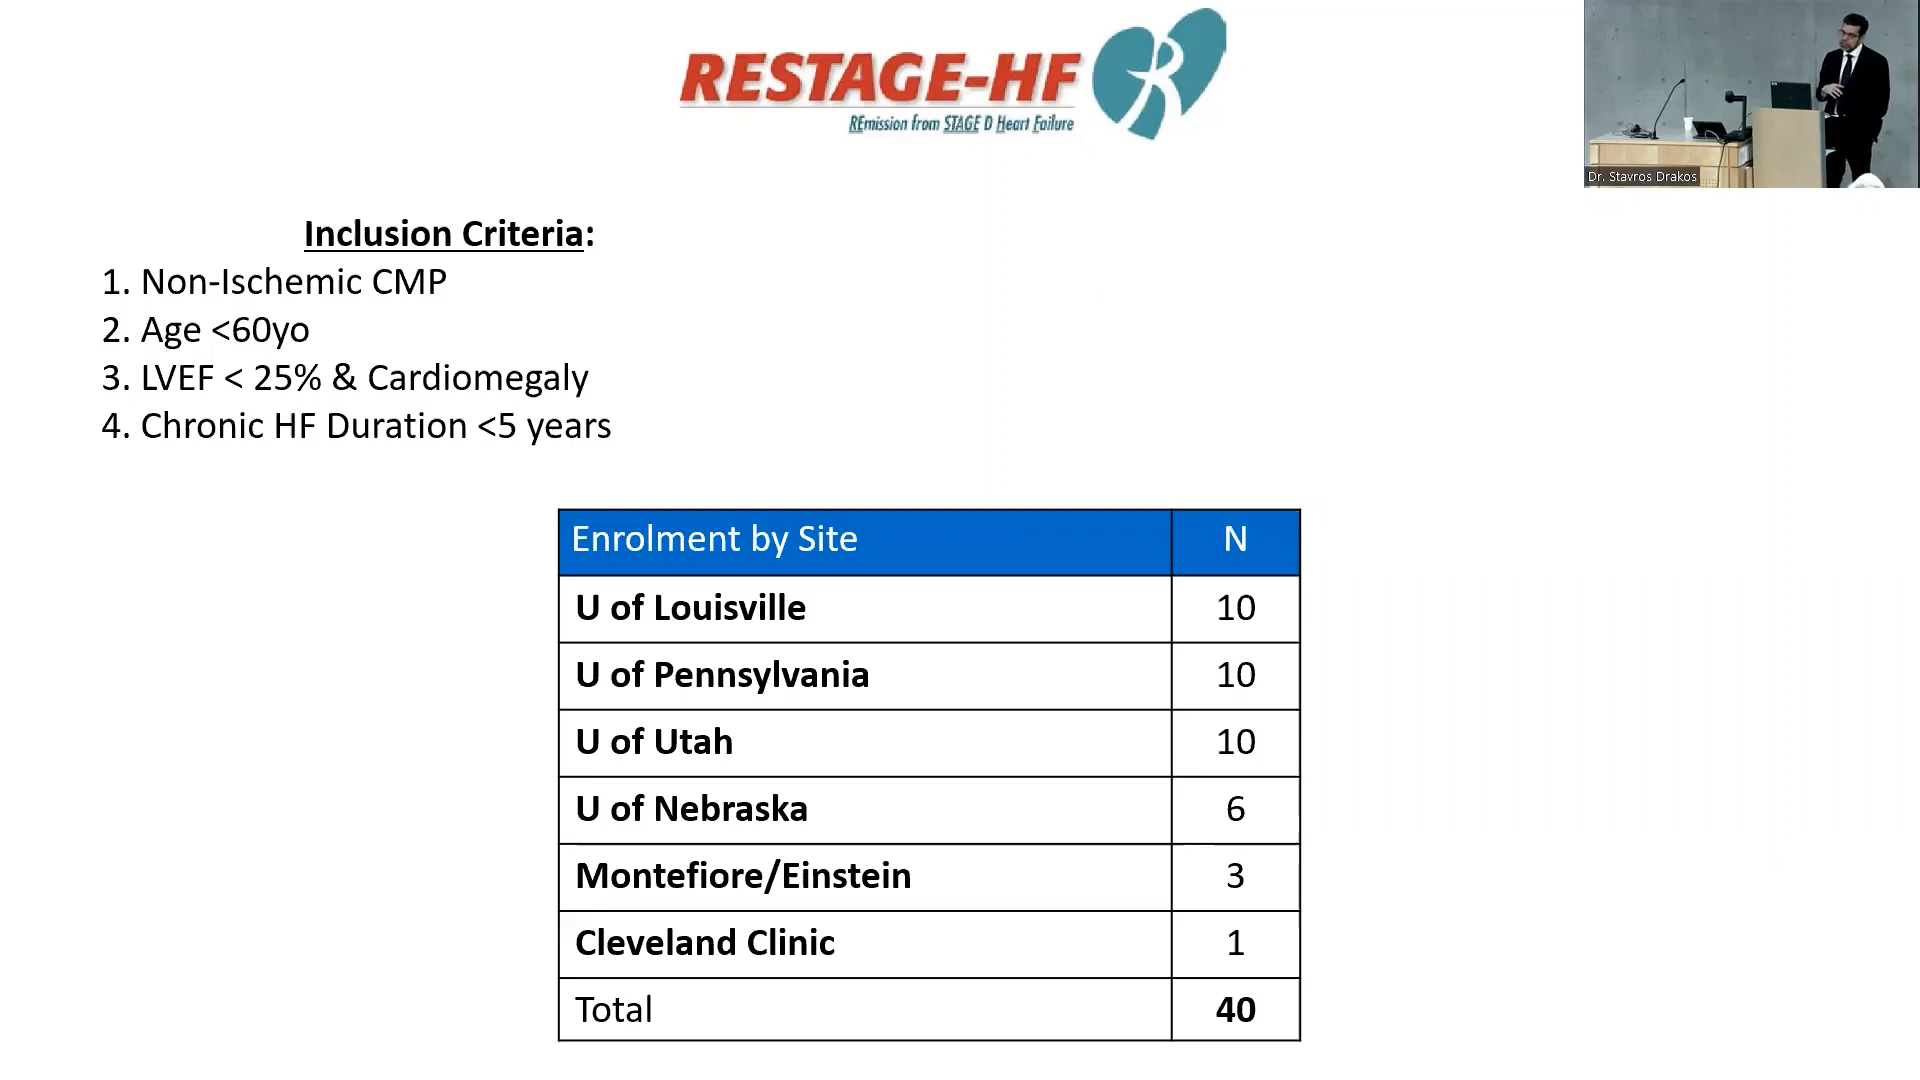 RESTAGE-HF
REmission from STAGE D Heart Failure
Dr. Stavros Drakos
Inclusion Criteria:
1. Non-Ischemic CMP
2. Age <60yo
3. LVEF < 25% & Cardiomegaly
4. Chronic HF Duration <5 years
Enrolment by Site N
U of Louisville 10
U of Pennsylvania 10
U of Utah 10
U of Nebraska 6
Montefiore/Einstein 3
Cleveland Clinic 1
Total 40